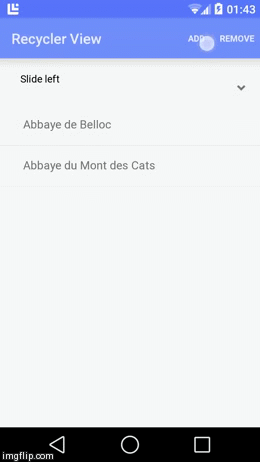 01:43
Recycler View
ADD
REMOVE
Slide left
Abbaye de Belloc
Abbaye du Mont des Cats
imgflip.com